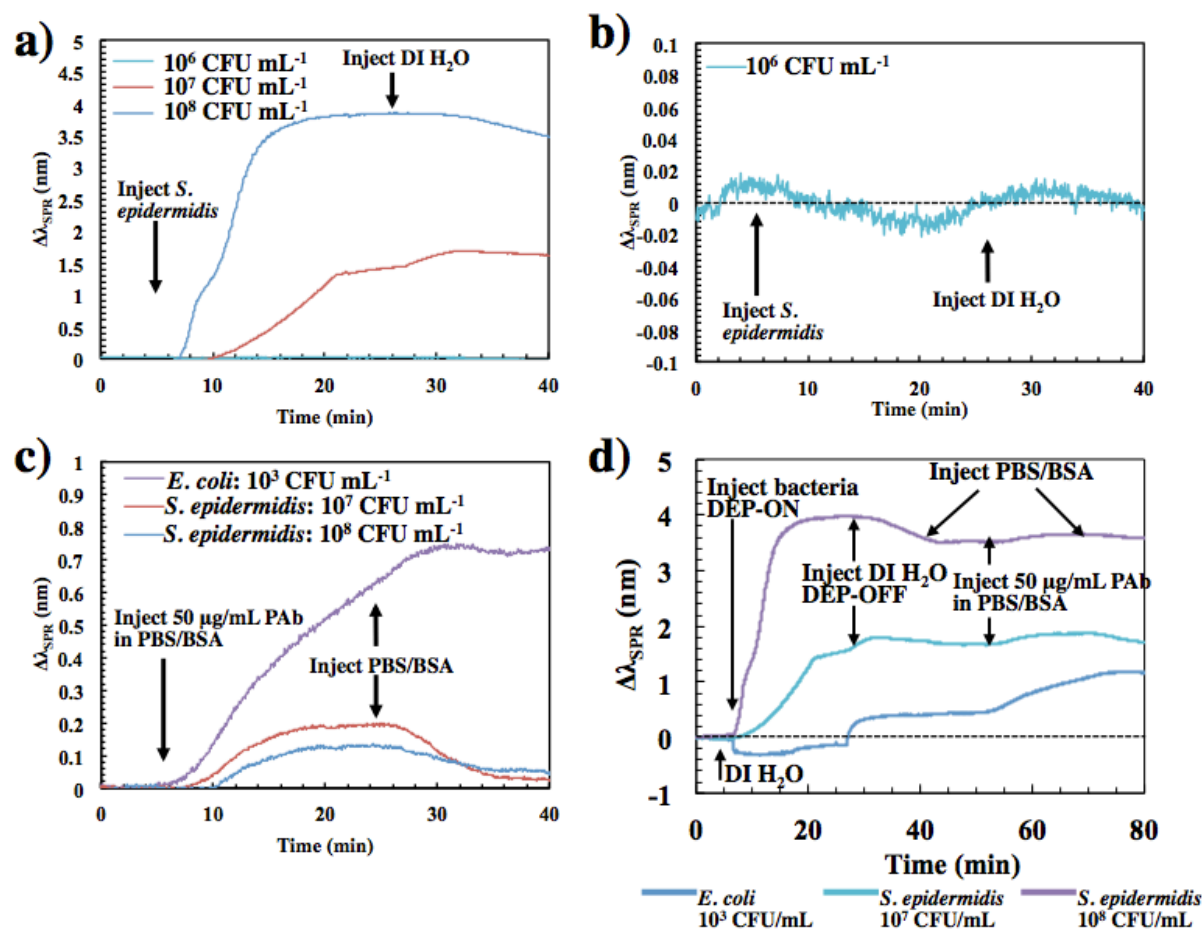 a)
5
4.5
4
3.5
3
2.5
2
1.5
1
0.5
0
ΔλSPR (nm)
10⁶ CFU mL⁻¹
10⁷ CFU mL⁻¹
10⁸ CFU mL⁻¹
Inject DI H₂O
Inject S.
epidermidis
0 10 20 30 40
Time (min)
b)
0.1
0.08
0.06
0.04
0.02
0
-0.02
-0.04
-0.06
-0.08
-0.1
ΔλSPR (nm)
10⁶ CFU mL⁻¹
Inject S.
epidermidis
Inject DI H₂O
0 10 20 30 40
Time (min)
c)
1
0.9
0.8
0.7
0.6
0.5
0.4
0.3
0.2
0.1
0
ΔλSPR (nm)
E. coli: 10³ CFU mL⁻¹
S. epidermidis: 10⁷ CFU mL⁻¹
S. epidermidis: 10⁸ CFU mL⁻¹
Inject 50 µg/mL PAb
in PBS/BSA
Inject PBS/BSA
0 10 20 30 40
Time (min)
d)
5
4
3
2
1
0
-1
ΔλSPR (nm)
Inject bacteria
DEP-ON
Inject PBS/BSA
Inject DI H₂O
DEP-OFF
Inject 50 µg/mL PAb
in PBS/BSA
DI H₂O
0 20 40 60 80
Time (min)
E. coli
10³ CFU/mL
S. epidermidis
10⁷ CFU/mL
S. epidermidis
10⁸ CFU/mL